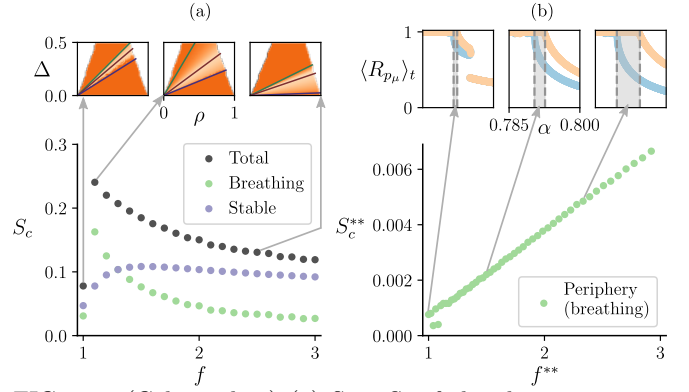 (a)
0.5
Δ
0.0
0
ρ
1
0.3
0.2
0.1
0.0
S_c
Total
Breathing
Stable
1
2
3
f
(b)
1
⟨R_{p_μ}⟩_t
0
0.785
α
0.800
0.006
0.004
0.002
0.000
S_c^{**}
Periphery
(breathing)
1
2
3
f^{**}